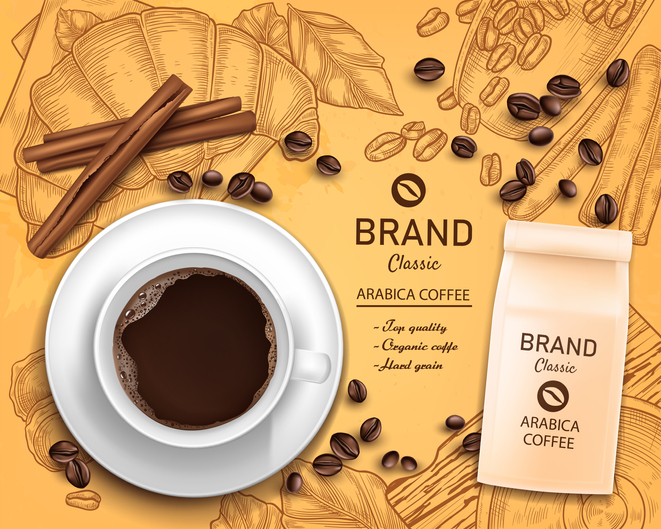 BRAND
Classic
ARABICA COFFEE
- Top quality
- Organic coffe
- Hard grain
BRAND
Classic
ARABICA
COFFEE